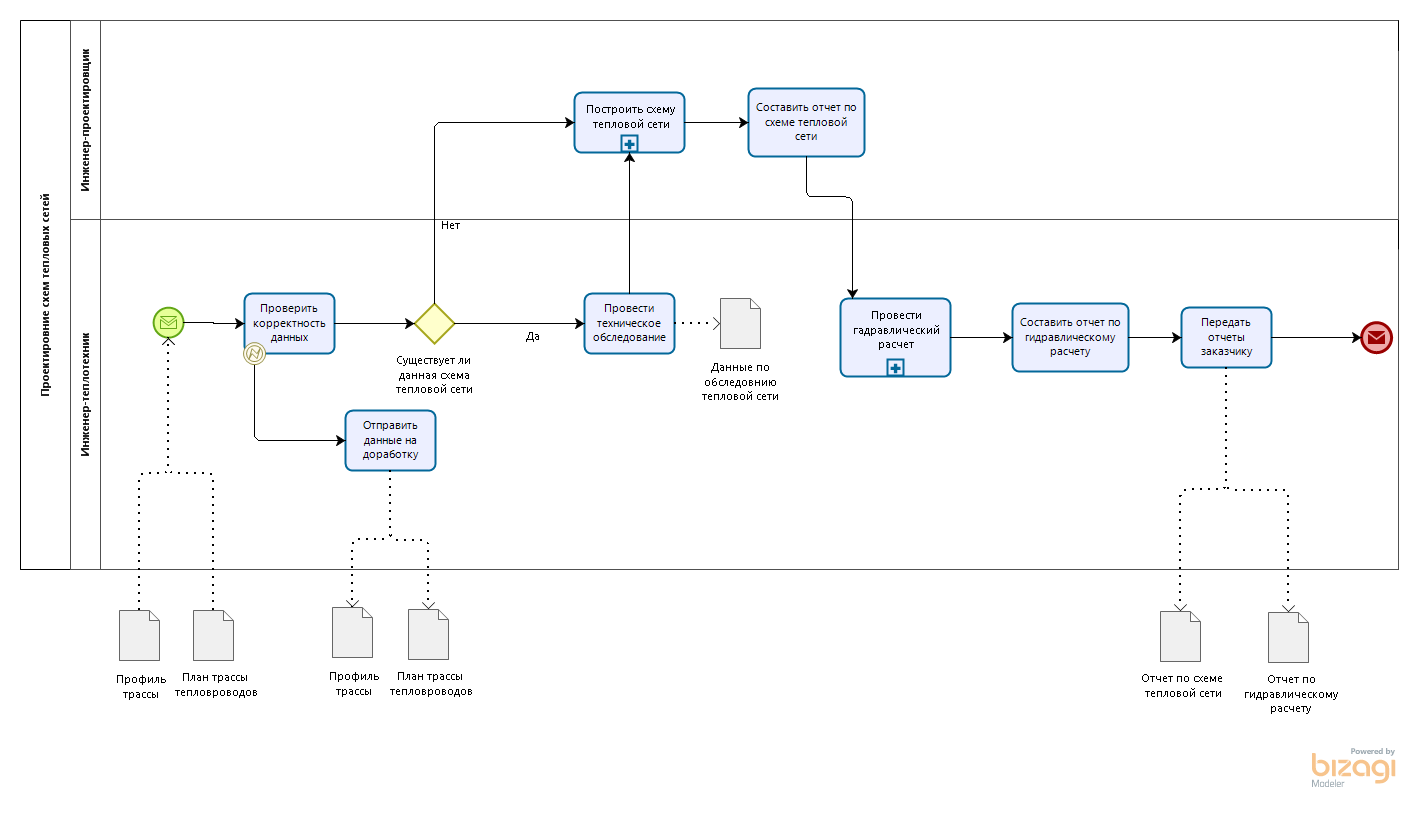 Проектировние схем тепловых сетей
Инженер-проектировщик
Построить схему
тепловой сети
Составить отчет по
схеме тепловой
сети
Инженер-теплотехник
Нет
Проверить
корректность
данных
Существует ли
данная схема
тепловой сети
Да
Провести
техническое
обследование
Данные по
обследовнию
тепловой сети
Провести
гадравлический
расчет
Составить отчет по
гидравлическому
расчету
Передать
отчеты
заказчику
Отправить
данные на
доработку
Профиль
трассы
План трассы
тепловроводов
Профиль
трассы
План трассы
тепловроводов
Отчет по схеме
тепловой сети
Отчет по
гидравлическому
расчету
Powered by
bizagi
Modeler